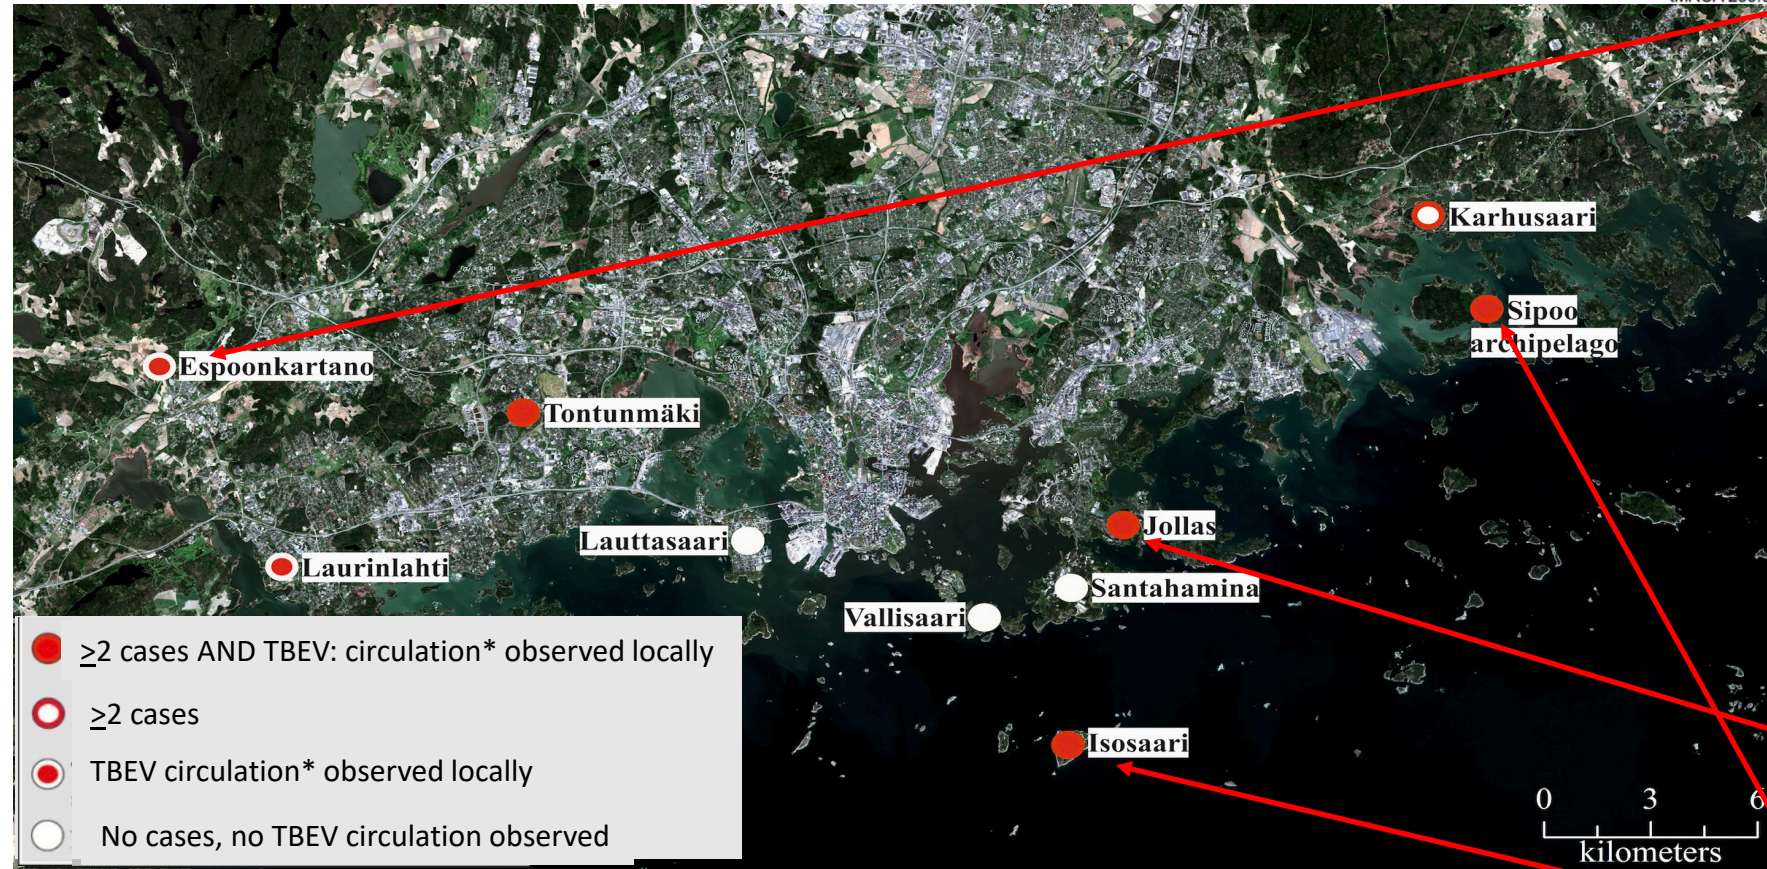 Karhusaari
Sipoo
archipelago
Espoonkartano
Tontunmäki
Jollas
Lauttasaari
Laurinlahti
Santahamina
Vallisaari
Isosaari
≥2 cases AND TBEV: circulation* observed locally
≥2 cases
TBEV circulation* observed locally
No cases, no TBEV circulation observed
0 3 6
kilometers